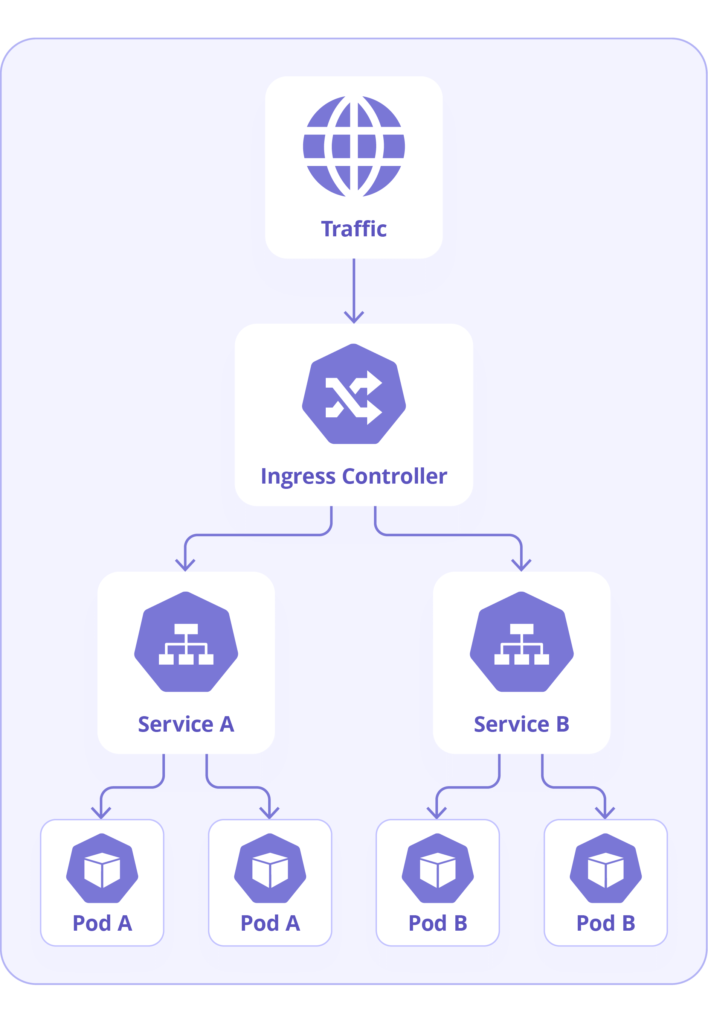 Traffic
Ingress Controller
Service A
Service B
Pod A
Pod A
Pod B
Pod B